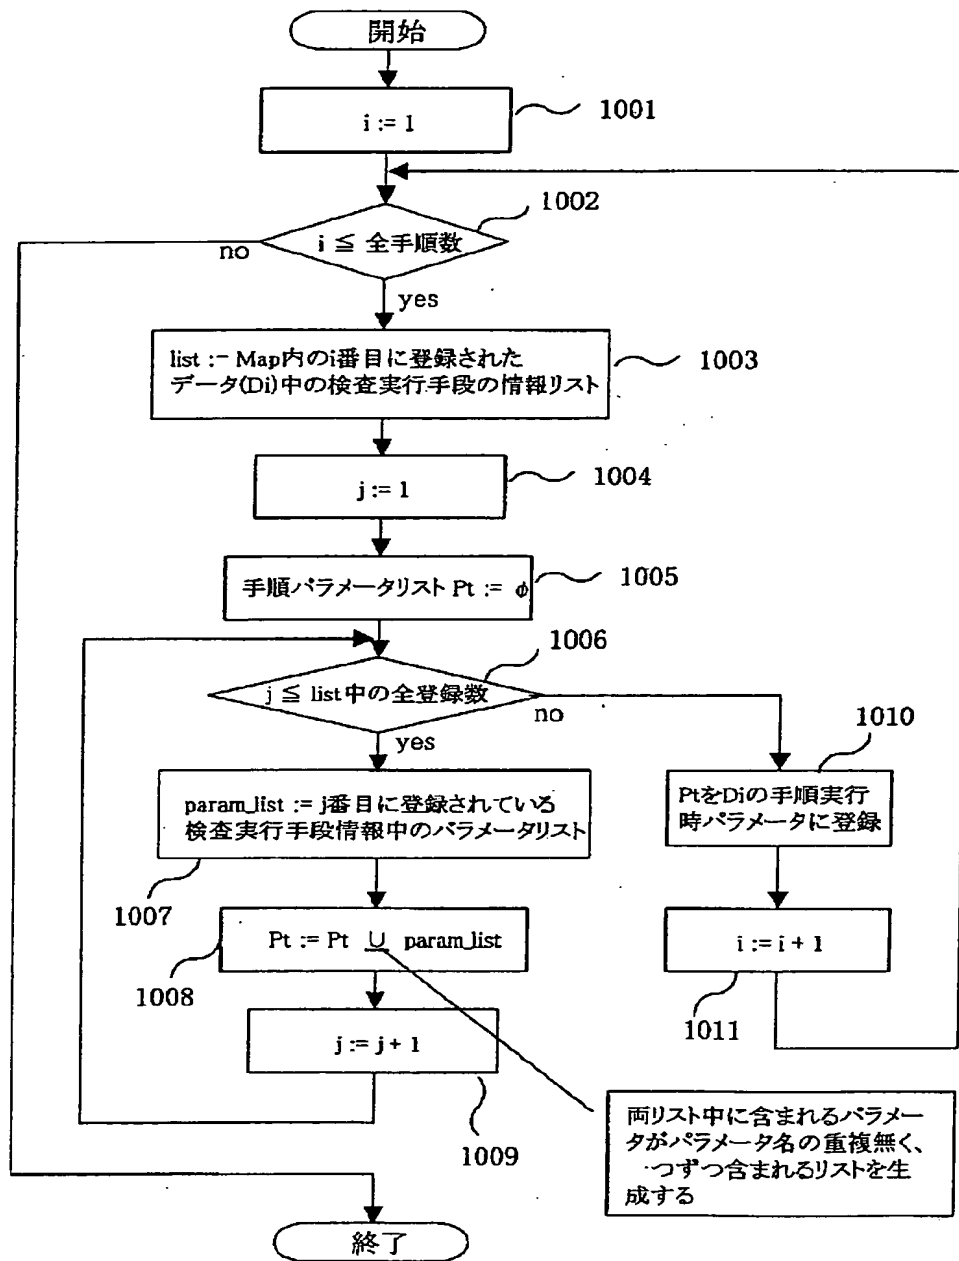 開始
i := 1
1001
1002
i ≦ 全手順数
no
yes
list := Map内のi番目に登録された
データ(Di)中の検査実行手段の情報リスト
1003
j := 1
1004
手順パラメータリスト Pt := φ
1005
1006
j ≦ list中の全登録数
no
yes
1010
param_list := j番目に登録されている
検査実行手段情報中のパラメータリスト
1007
PtをDiの手順実行
時パラメータに登録
Pt := Pt ∪ param_list
1008
i := i + 1
1011
j := j + 1
1009
両リスト中に含まれるパラメー
タがパラメータ名の重複無く、
つずつ含まれるリストを生
成する
終了